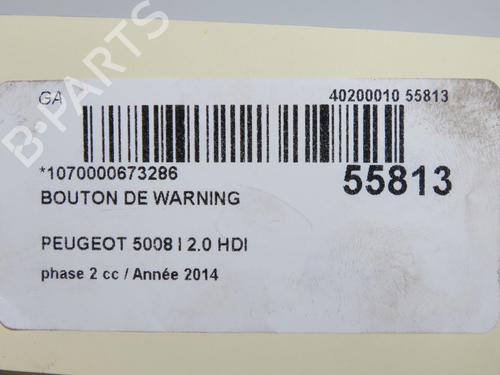 GA
40200010 55813
*1070000673286
55813
BOUTON DE WARNING
PEUGEOT 5008 I 2.0 HDI
phase 2 cc / Année 2014
B-PARTS